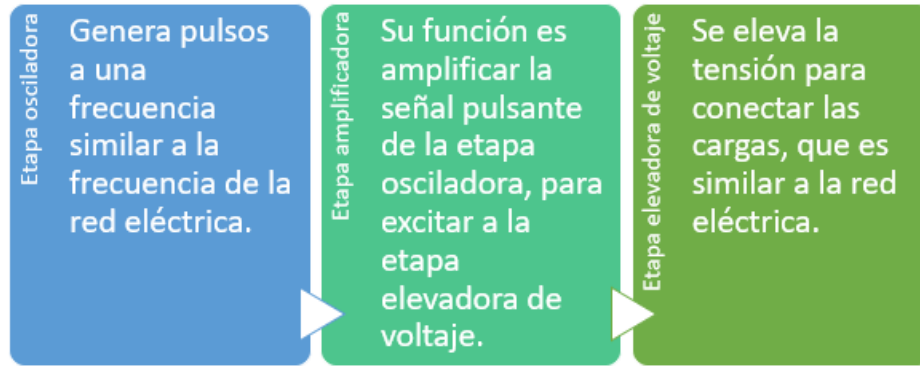 Etapa osciladora
Genera pulsos
a una
frecuencia
similar a la
frecuencia de la
red eléctrica.
Etapa amplificadora
Su función es
amplificar la
señal pulsante
de la etapa
osciladora, para
excitar a la
etapa
elevadora de
voltaje.
Etapa elevadora de voltaje
Se eleva la
tensión para
conectar las
cargas, que es
similar a la red
eléctrica.